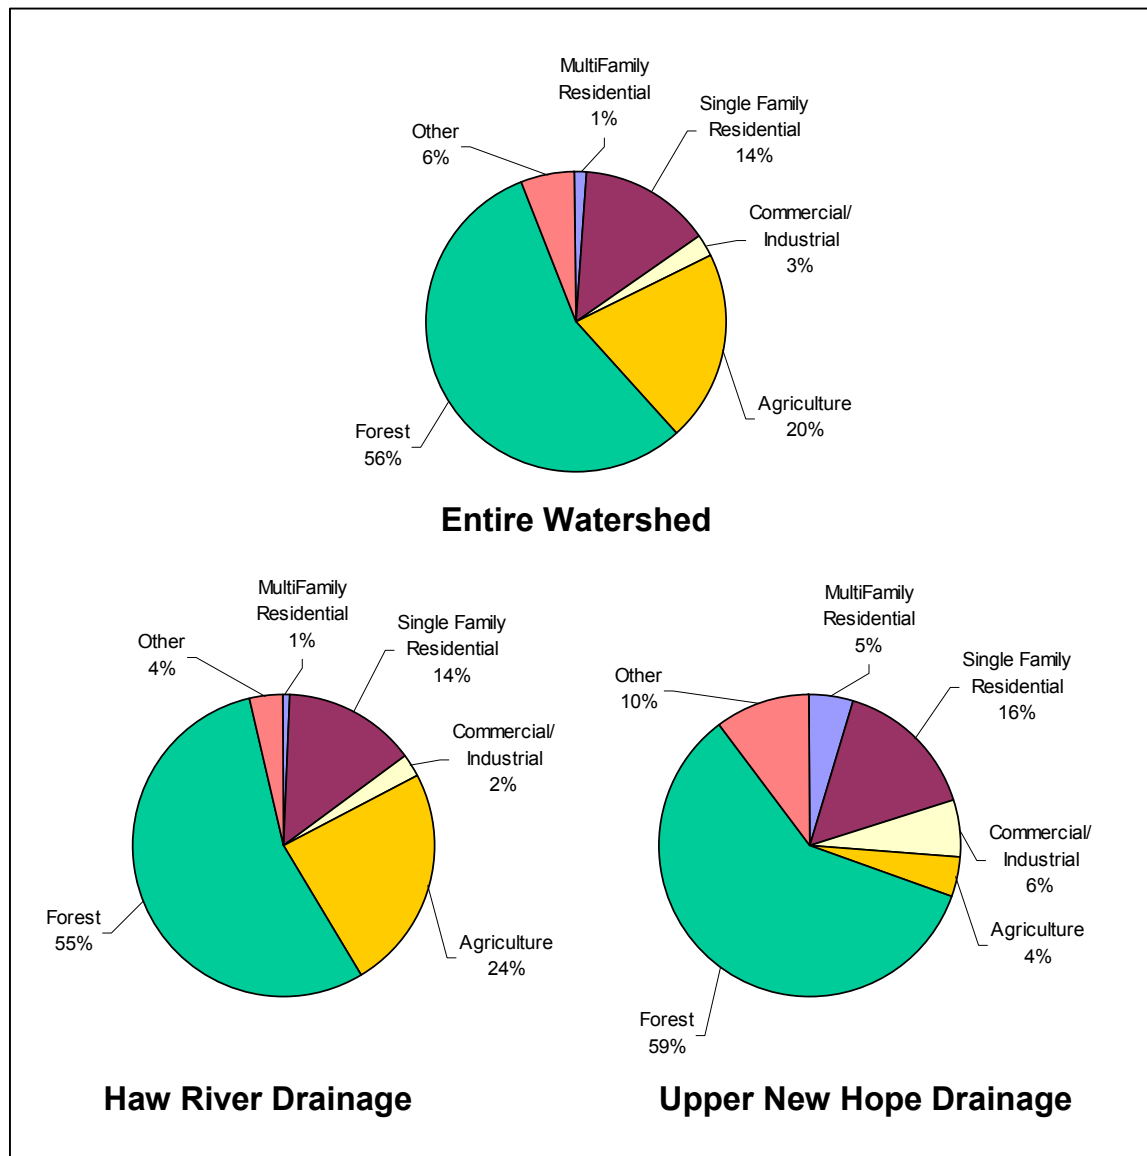 MultiFamily
Residential
1%
Single Family
Residential
14%
Other
6%
Commercial/
Industrial
3%
Agriculture
20%
Forest
56%
Entire Watershed
MultiFamily
Residential
1%
Single Family
Residential
14%
Other
4%
Commercial/
Industrial
2%
Agriculture
24%
Forest
55%
Haw River Drainage
MultiFamily
Residential
5%
Single Family
Residential
16%
Other
10%
Commercial/
Industrial
6%
Agriculture
4%
Forest
59%
Upper New Hope Drainage